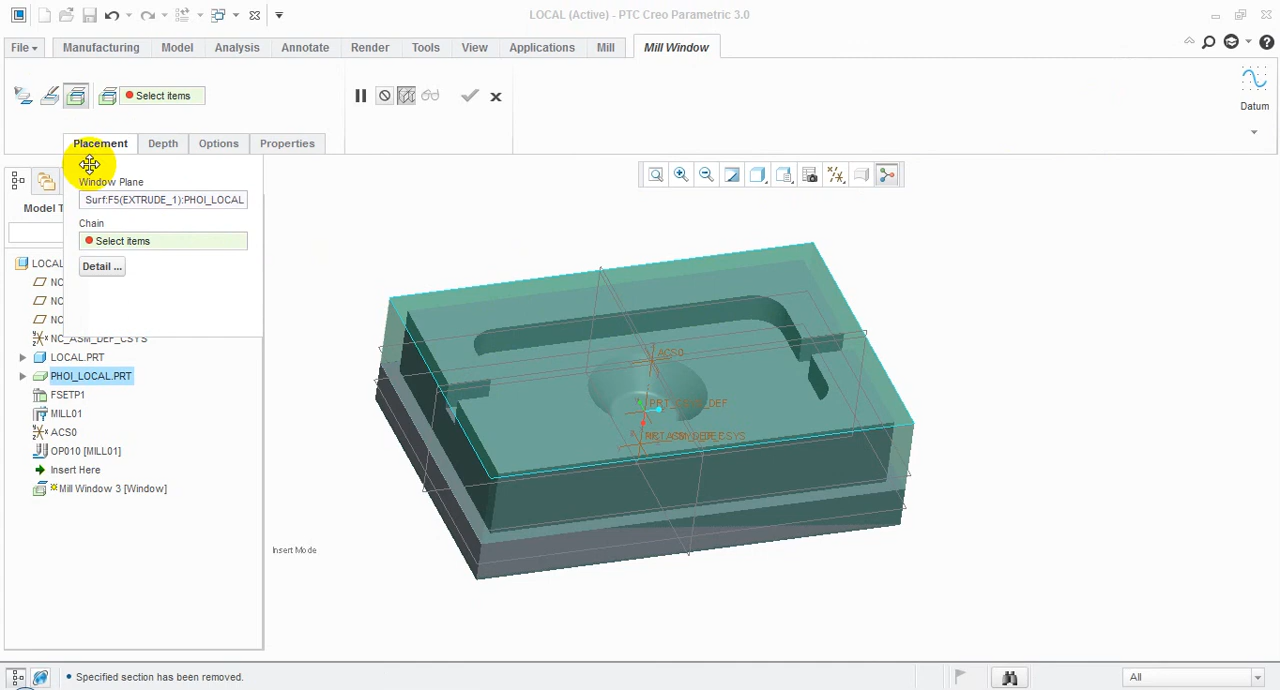 LOCAL (Active) - PTC Creo Parametric 3.0
File Manufacturing Model Analysis Annotate Render Tools View Applications Mill Mill Window
Select items
Datum
Placement Depth Options Properties
Window Plane
Surf:F5(EXTRUDE_1):PHOI_LOCAL
Chain
Select items
Detail ...
Model T
LOCAL
NC
NC
NC
NC_ASM_DEF_CSYS
LOCAL.PRT
PHOI_LOCAL.PRT
FSETP1
MILL01
ACS0
OP010 [MILL01]
Insert Here
Mill Window 3 [Window]
ACS0
Insert Mode
Specified section has been removed.
All